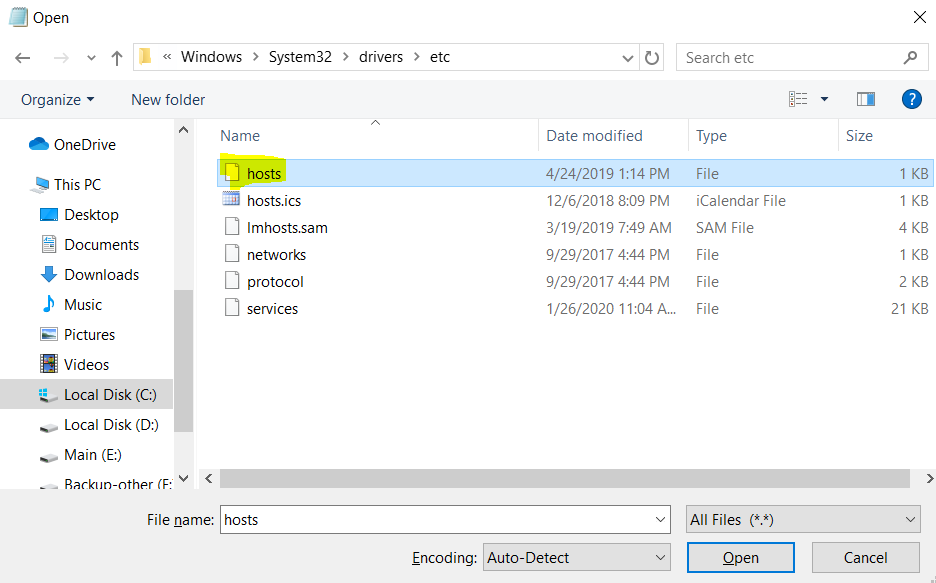 Open
« Windows > System32 > drivers > etc
Search etc
Organize
New folder
?
Name Date modified Type Size
OneDrive
This PC
Desktop
Documents
Downloads
Music
Pictures
Videos
Local Disk (C:)
Local Disk (D:)
Main (E:)
Backup-other (F:
hosts 4/24/2019 1:14 PM File 1 KB
hosts.ics 12/6/2018 8:09 PM iCalendar File 1 KB
lmhosts.sam 3/19/2019 7:49 AM SAM File 4 KB
networks 9/29/2017 4:44 PM File 1 KB
protocol 9/29/2017 4:44 PM File 2 KB
services 1/26/2020 11:04 A... File 21 KB
File name: hosts All Files (*.*)
Encoding: Auto-Detect Open Cancel